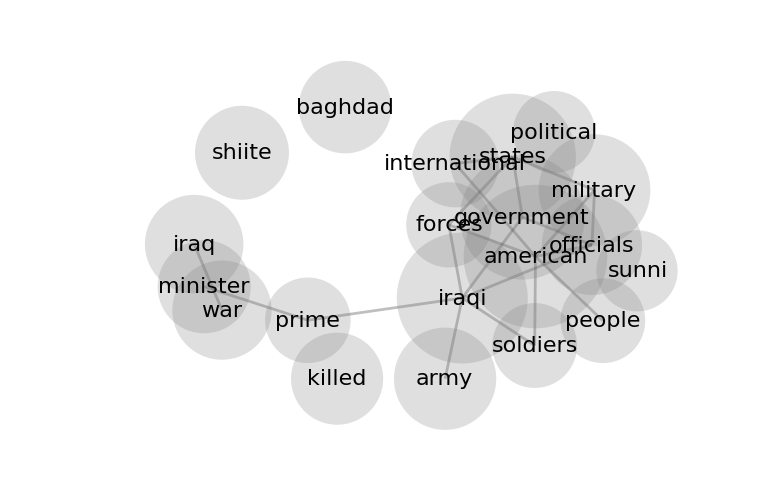 baghdad
political
shiite
states
international
military
government
forces
iraq
officials
american
sunni
minister
iraqi
war
prime
people
soldiers
killed
army